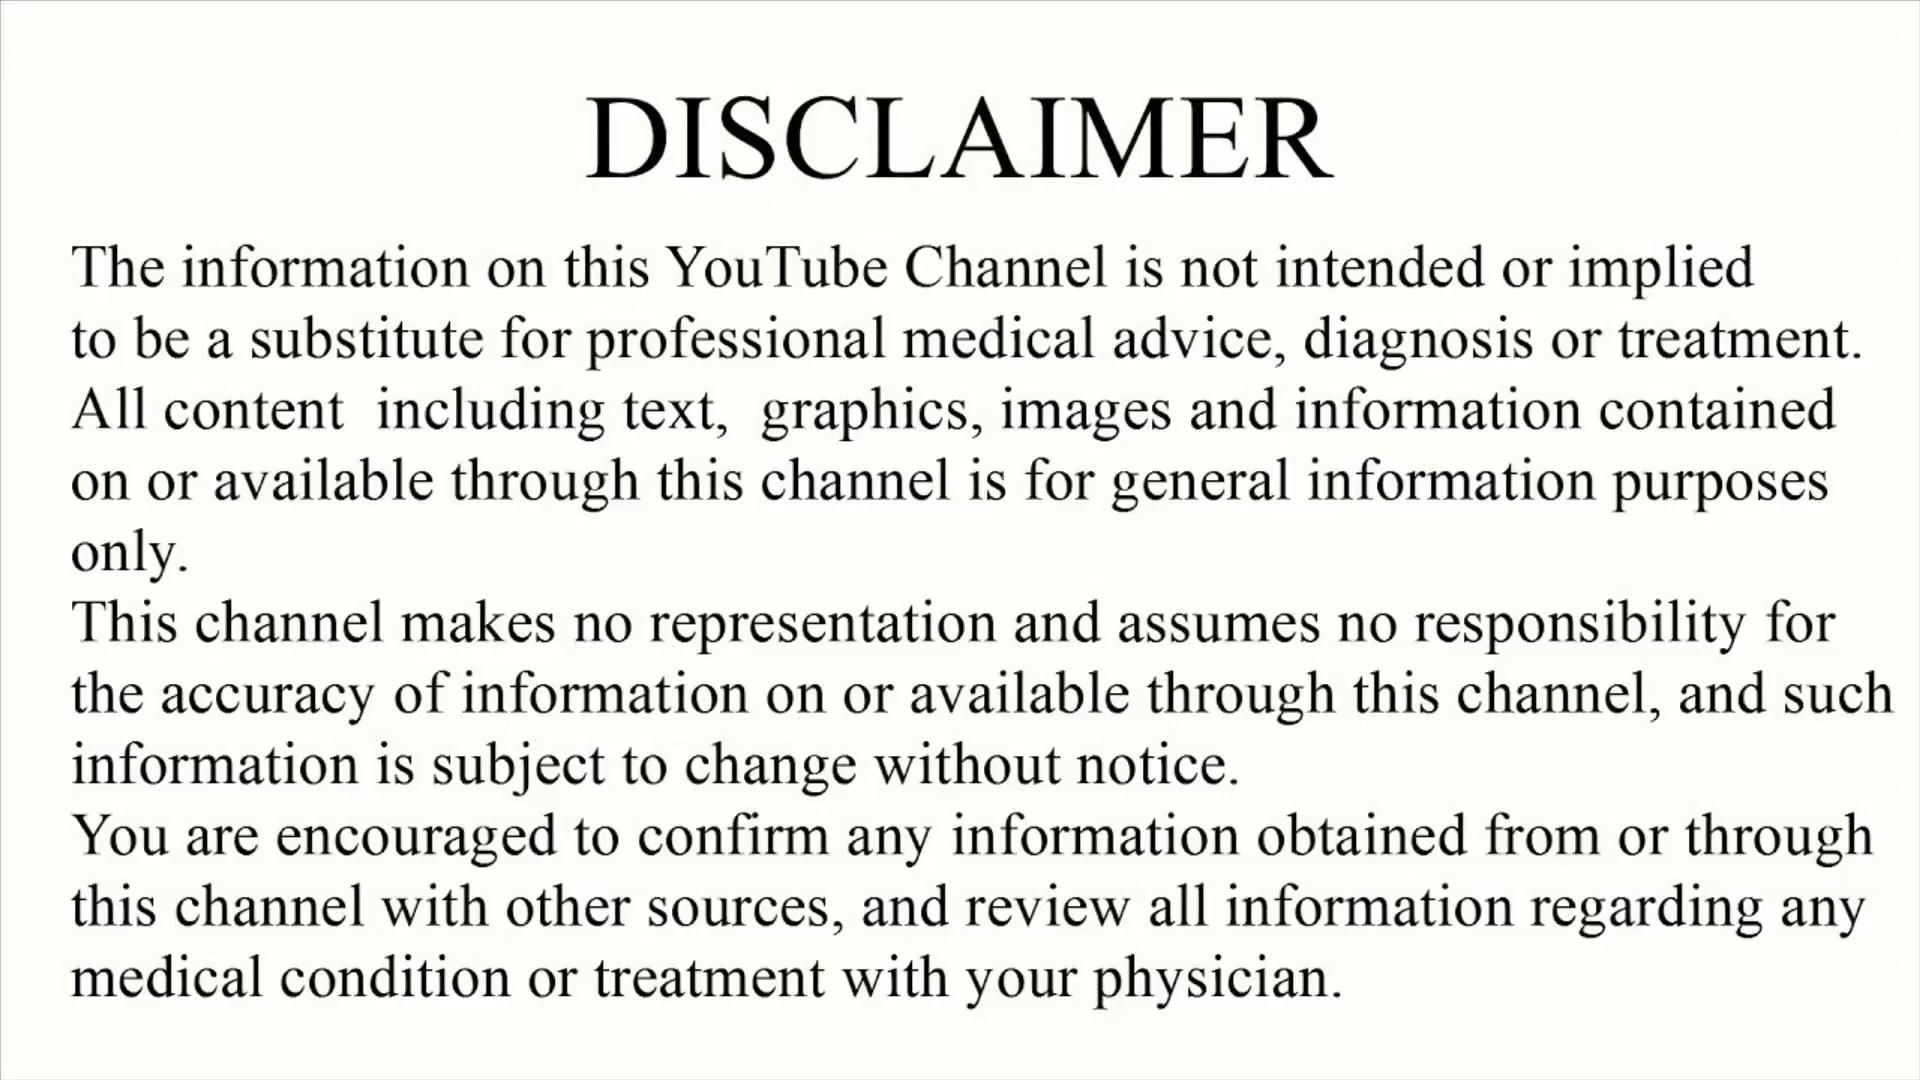 DISCLAIMER
The information on this YouTube Channel is not intended or implied
to be a substitute for professional medical advice, diagnosis or treatment.
All content  including text,  graphics, images and information contained
on or available through this channel is for general information purposes
only.
This channel makes no representation and assumes no responsibility for
the accuracy of information on or available through this channel, and such
information is subject to change without notice.
You are encouraged to confirm any information obtained from or through
this channel with other sources, and review all information regarding any
medical condition or treatment with your physician.